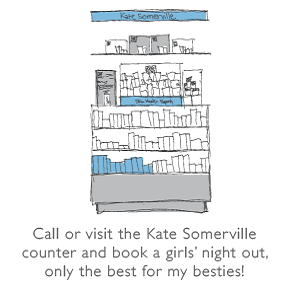 Kate Somerville
Skin Health Experts
Call or visit the Kate Somerville
counter and book a girls' night out,
only the best for my besties!